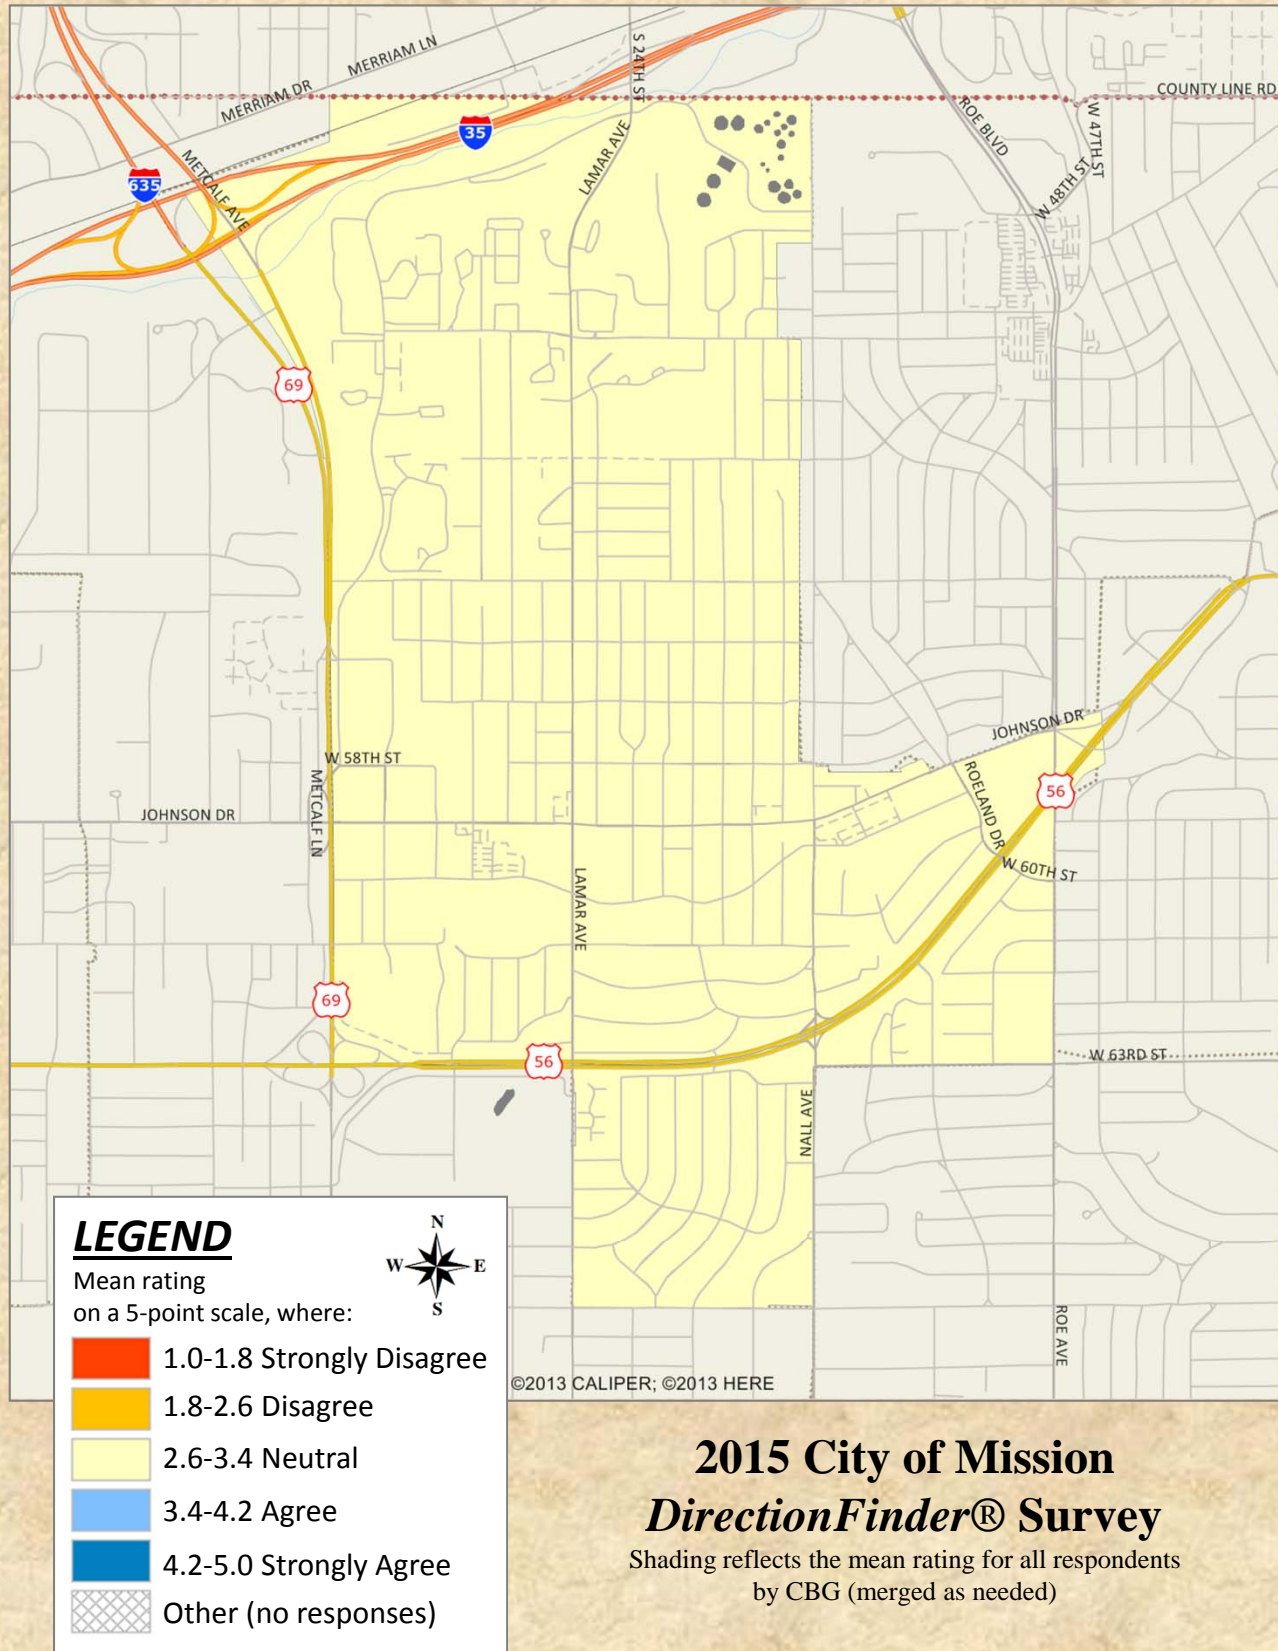 MERRIAM LN
S 24TH ST
MERRIAM DR
COUNTY LINE RD
35
LAMAR AVE
ROE BLVD
W 47TH ST
635
METCALF AVE
W 48TH ST
69
JOHNSON DR
W 58TH ST
METCALF LN
ROELAND DR
56
JOHNSON DR
W 60TH ST
LAMAR AVE
69
56
W 63RD ST
NALL AVE
ROE AVE
LEGEND
N
W E
S
Mean rating
on a 5-point scale, where:
1.0-1.8 Strongly Disagree
1.8-2.6 Disagree
2.6-3.4 Neutral
3.4-4.2 Agree
4.2-5.0 Strongly Agree
Other (no responses)
©2013 CALIPER; ©2013 HERE
2015 City of Mission
DirectionFinder® Survey
Shading reflects the mean rating for all respondents
by CBG (merged as needed)